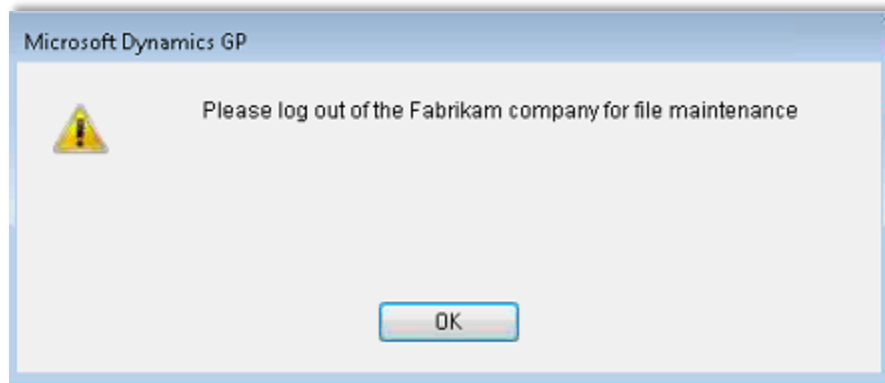 Microsoft Dynamics GP
Please log out of the Fabrikam company for file maintenance
OK